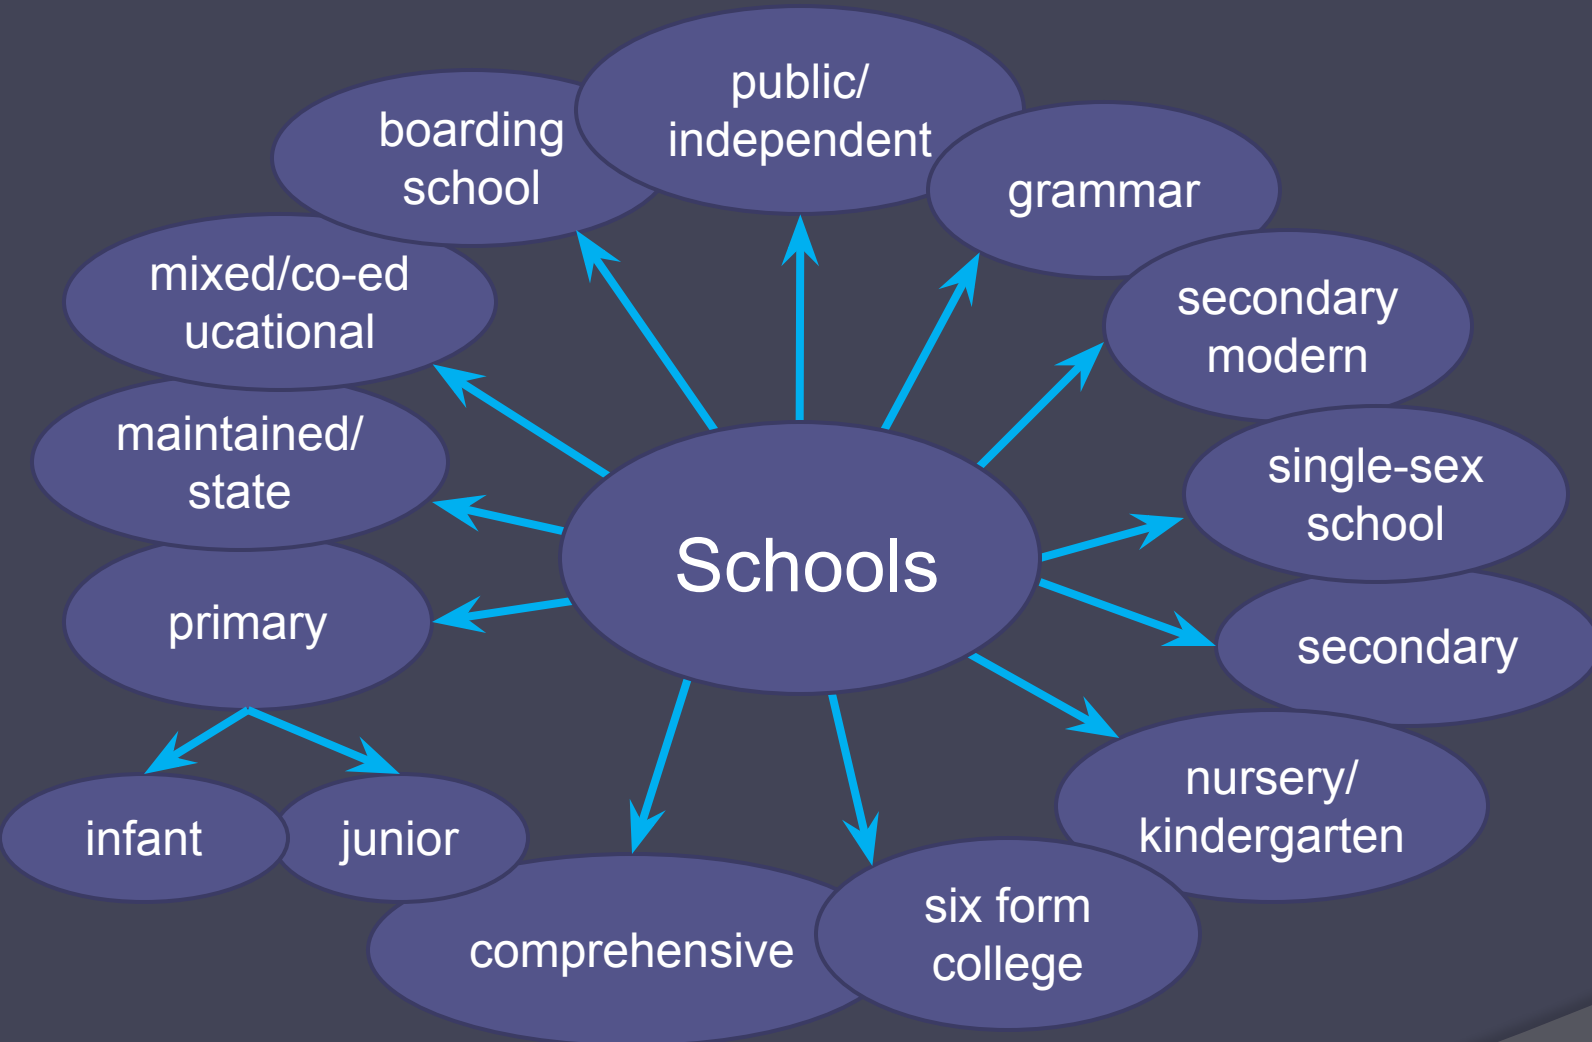 public/
independent
boarding
school
grammar
mixed/co-ed
ucational
secondary
modern
maintained/
state
single-sex
school
Schools
primary
secondary
nursery/
kindergarten
infant
junior
comprehensive
six form
college